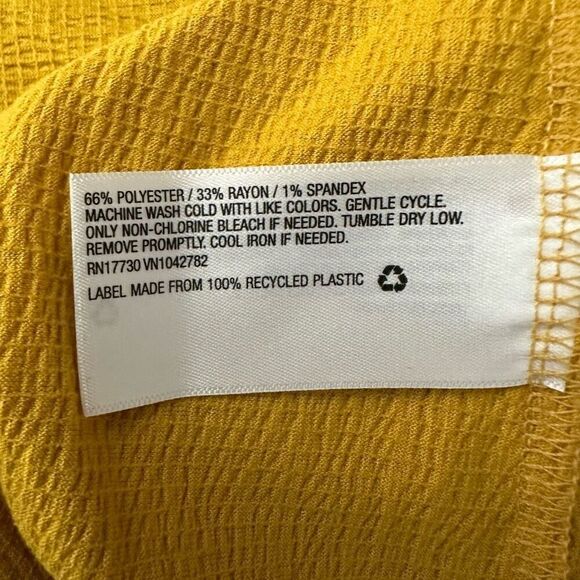 66% POLYESTER / 33% RAYON / 1% SPANDEX
MACHINE WASH COLD WITH LIKE COLORS. GENTLE CYCLE.
ONLY NON-CHLORINE BLEACH IF NEEDED. TUMBLE DRY LOW.
REMOVE PROMPTLY. COOL IRON IF NEEDED.
RN17730 VN1042782
LABEL MADE FROM 100% RECYCLED PLASTIC